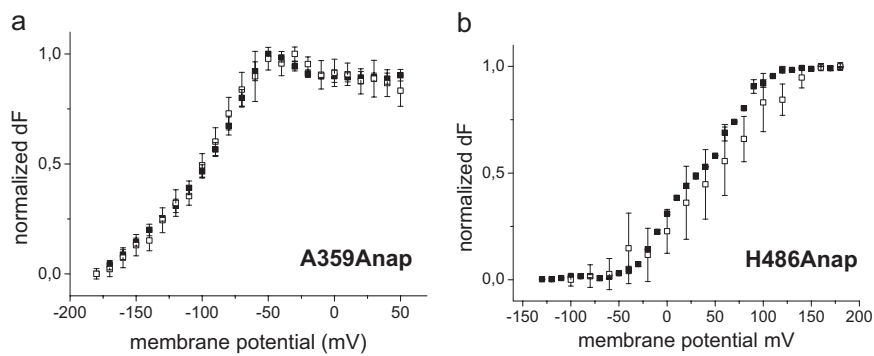 a
normalized dF
1,0
0,5
0,0
A359Anap
-200 -150 -100 -50 0 50
membrane potential (mV)
b
normalized dF
1,0
0,5
0,0
H486Anap
-150 -100 -50 0 50 100 150 200
membrane potential mV